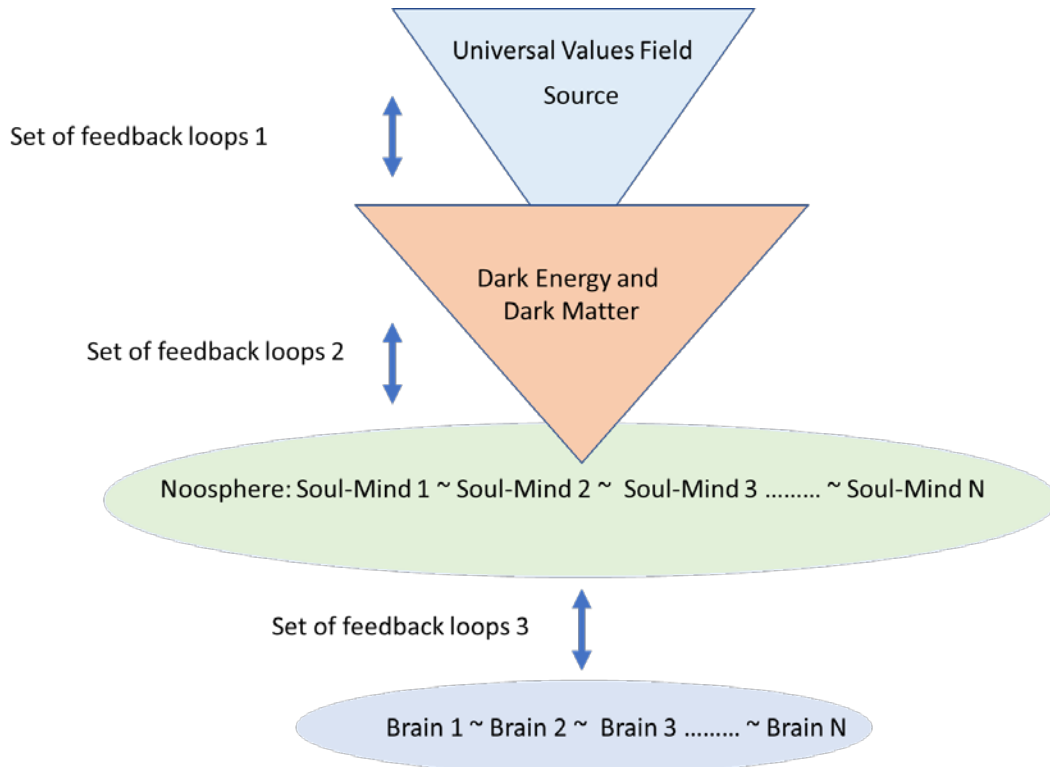 Universal Values Field
Source
Set of feedback loops 1
Dark Energy and
Dark Matter
Set of feedback loops 2
Noosphere: Soul-Mind 1 ~ Soul-Mind 2 ~ Soul-Mind 3 ……… ~ Soul-Mind N
Set of feedback loops 3
Brain 1 ~ Brain 2 ~ Brain 3 ……… ~ Brain N